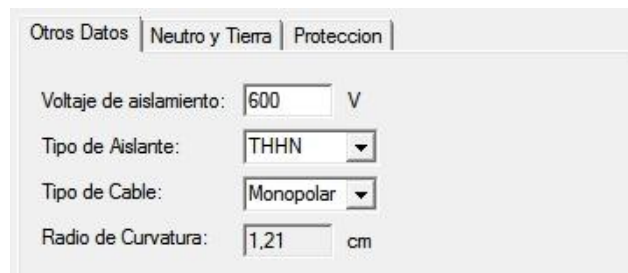 Otros Datos Neutro y Tierra Proteccion
Voltaje de aislamiento: 600 V
Tipo de Aislante: THHN
Tipo de Cable: Monopolar
Radio de Curvatura: 1,21 cm